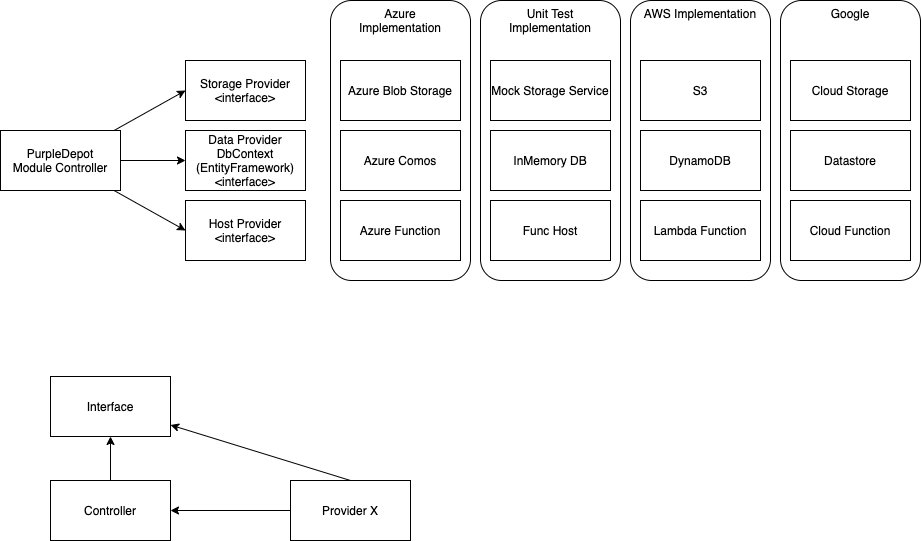 Azure
Implementation
Unit Test
Implementation
AWS Implementation
Google
Storage Provider
<interface>
Azure Blob Storage
Mock Storage Service
S3
Cloud Storage
PurpleDepot
Module Controller
Data Provider
DbContext
(EntityFramework)
<interface>
Azure Comos
InMemory DB
DynamoDB
Datastore
Host Provider
<interface>
Azure Function
Func Host
Lambda Function
Cloud Function
Interface
Controller
Provider X